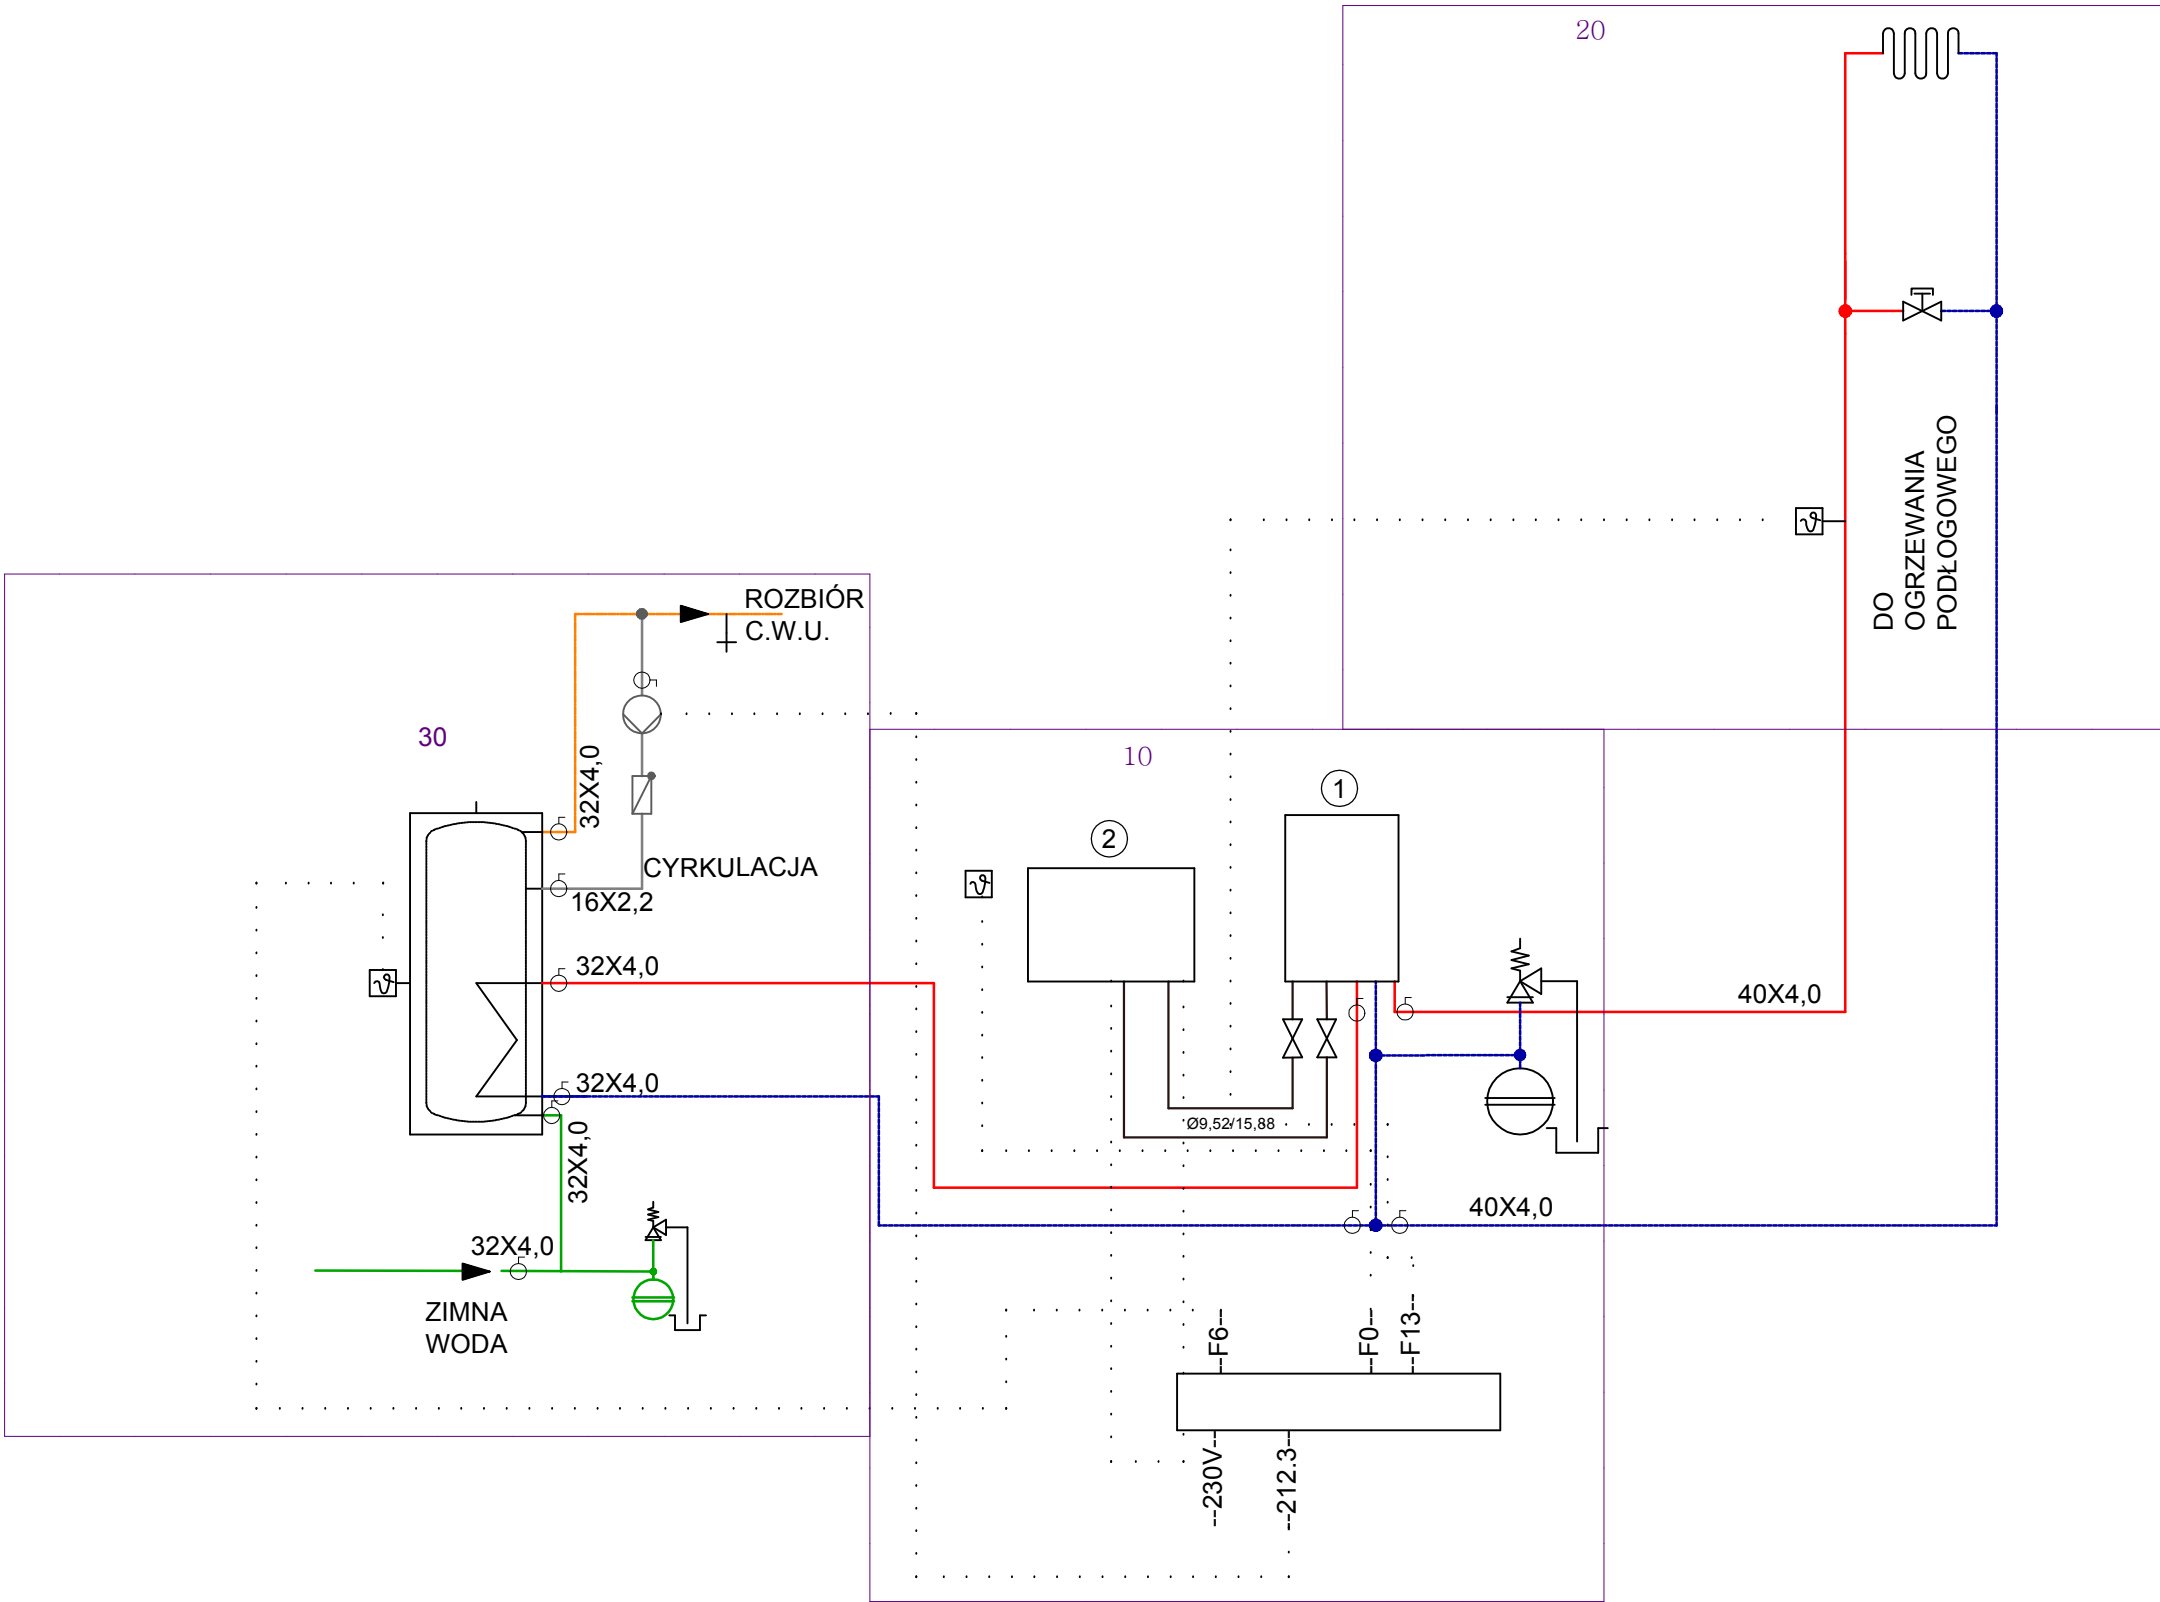 20
DO
OGRZEWANIA
PODŁOGOWEGO
ROZBIÓR
C.W.U.
30
32X4,0
10
1
2
CYRKULACJA
16X2,2
32X4,0
40X4,0
32X4,0
Ø9,52/15,88
32X4,0
40X4,0
32X4,0
ZIMNA
WODA
--F6--
--F0--
--F13--
--230V--
--212.3--